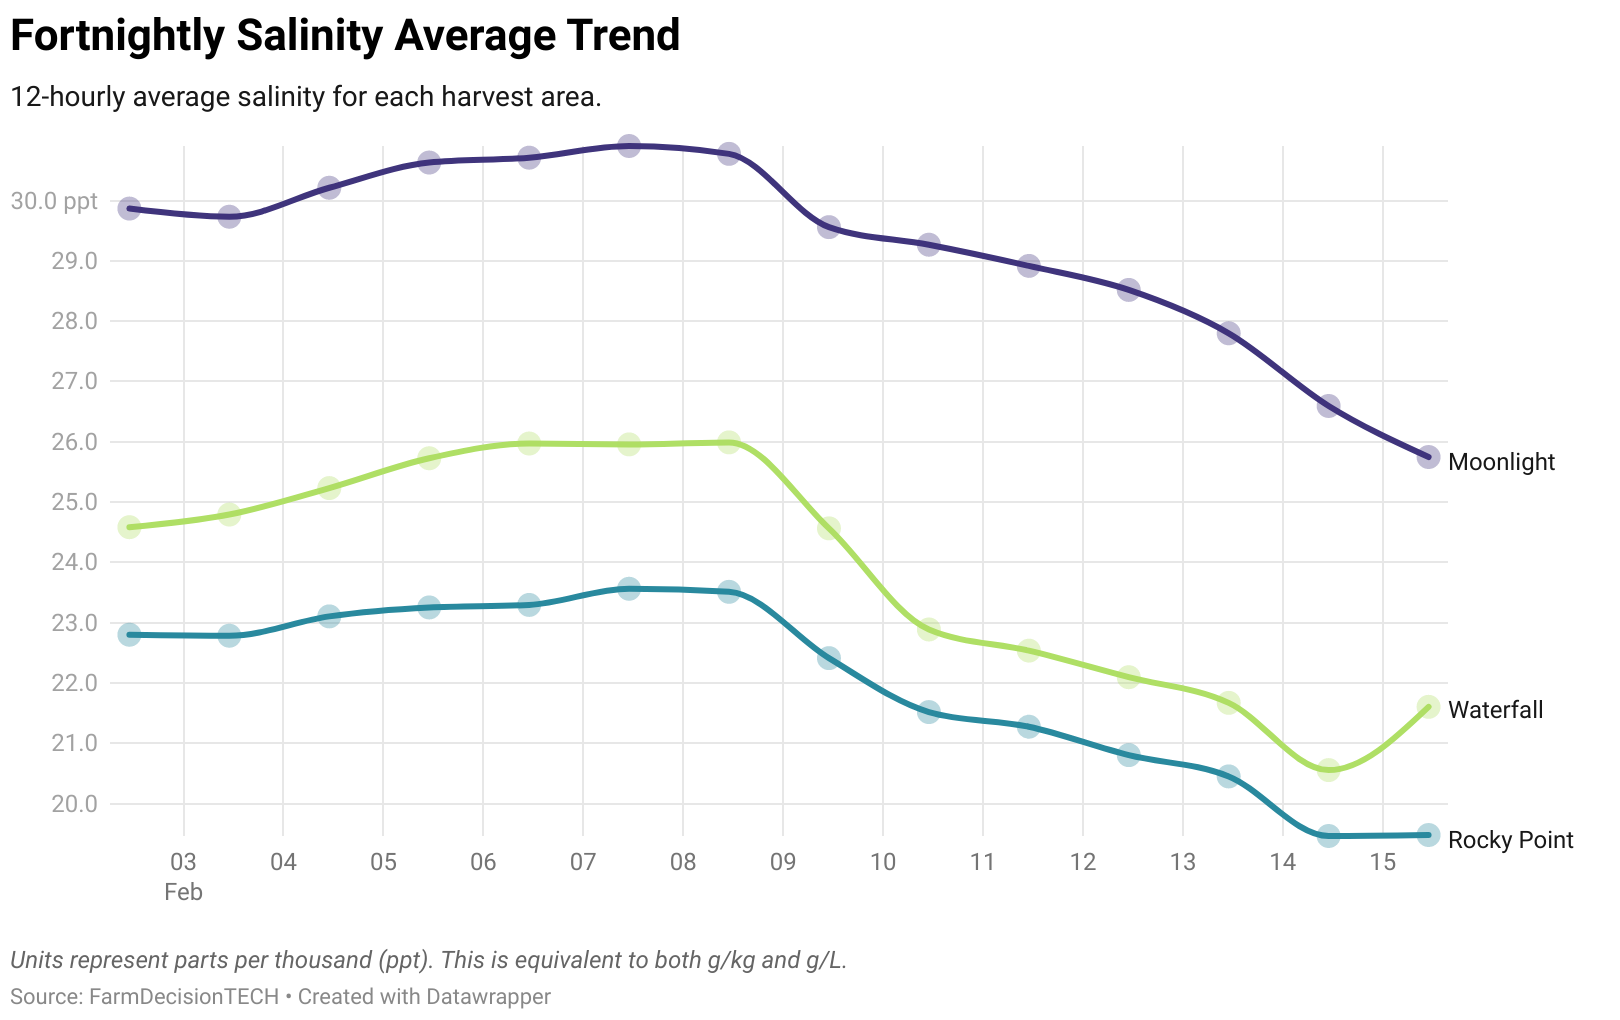 Fortnightly Salinity Average Trend
12-hourly average salinity for each harvest area.
30.0 ppt
29.0
28.0
27.0
26.0
25.0
24.0
23.0
22.0
21.0
20.0
Moonlight
Waterfall
Rocky Point
03 04 05 06 07 08 09 10 11 12 13 14 15
Feb
Units represent parts per thousand (ppt). This is equivalent to both g/kg and g/L.
Source: FarmDecisionTECH • Created with Datawrapper